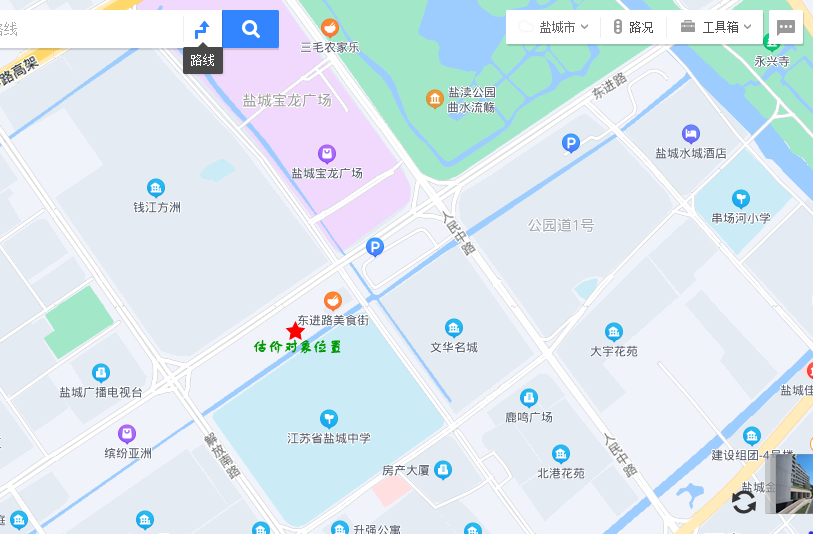 路线
路线
盐城市
路况
工具箱
路高架
三毛农家乐
永兴寺
东进路
盐渎公园
曲水流觞
盐城宝龙广场
盐城宝龙广场
盐城水城酒店
钱江方洲
串场河小学
P
人民中路
公园道1号
P
东进路美食街
估价对象位置
文华名城
大宇花苑
盐城广播电视台
盐城佳
鹿鸣广场
缤纷亚洲
江苏省盐城中学
解放南路
人民中路
房产大厦
北港花苑
建设组团-4号楼
盐城金
庭
升强公寓